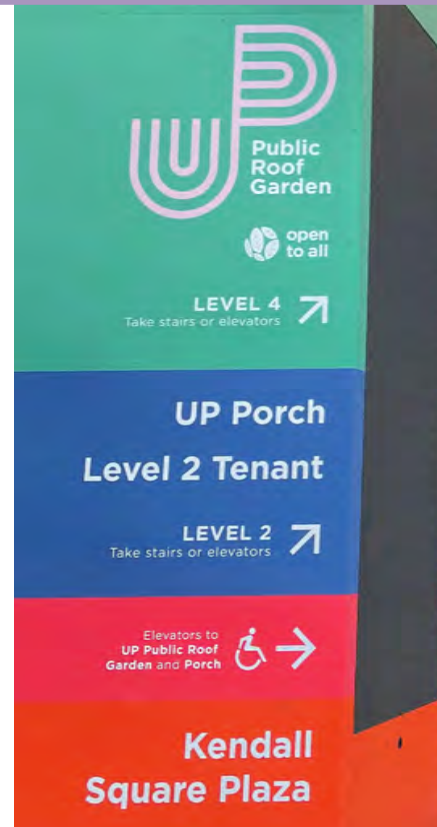 UP
Public
Roof
Garden
open
to all
LEVEL 4
Take stairs or elevators
UP Porch
Level 2 Tenant
LEVEL 2
Take stairs or elevators
Elevators to
UP Public Roof
Garden and Porch
Kendall
Square Plaza